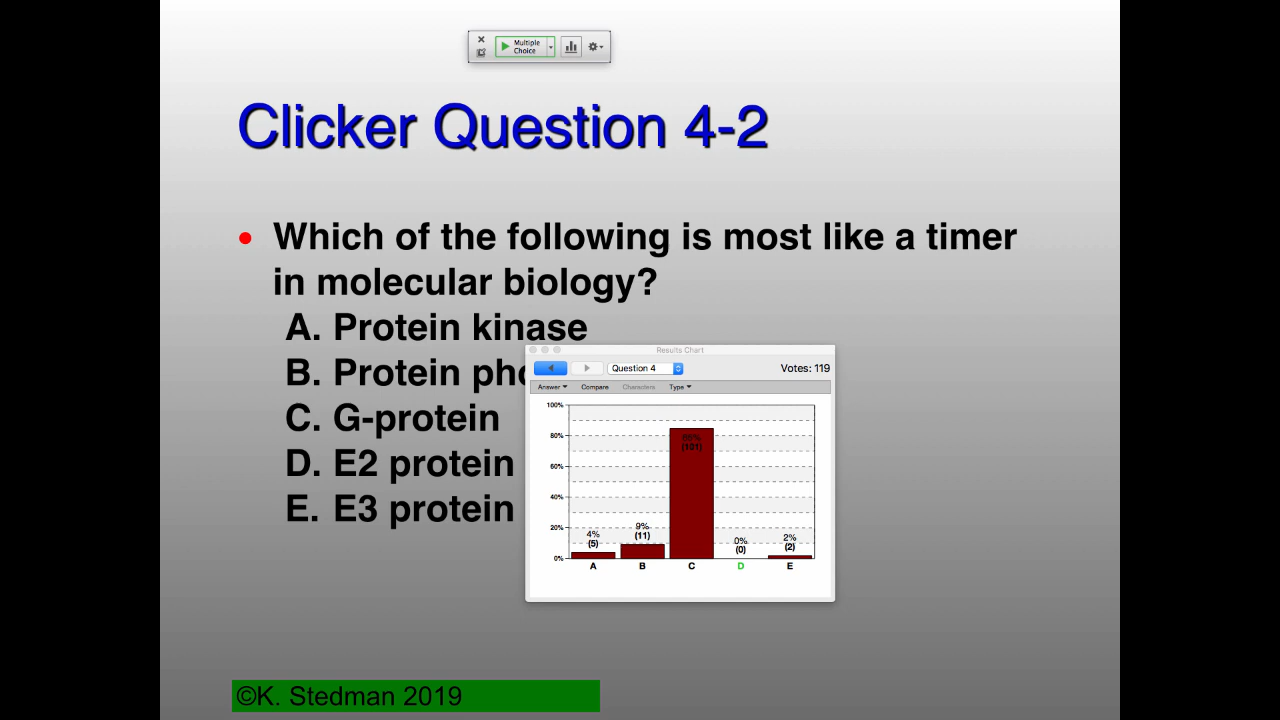 Multiple
Choice
Clicker Question 4-2
Which of the following is most like a timer
in molecular biology?
A. Protein kinase
B. Protein pho
C. G-protein
D. E2 protein
E. E3 protein
Results Chart
Question 4 Votes: 119
Answer Compare Characters Type
100%
80%
60%
40%
20%
0%
4%
(5)
9%
(11)
(101)
0%
(0)
2%
(2)
A B C D E
©K. Stedman 2019